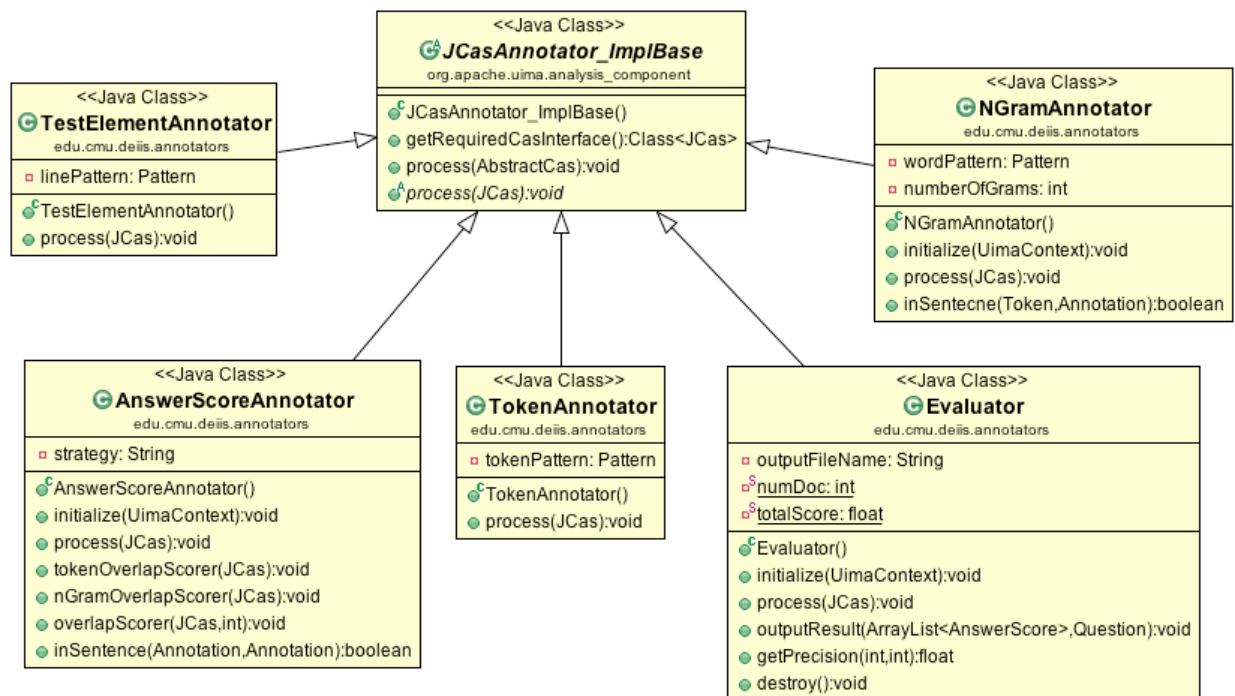 <<Java Class>>
JCasAnnotator_ImplBase
org.apache.uima.analysis_component
JCasAnnotator_ImplBase()
getRequiredCasInterface():Class<JCas>
process(AbstractCas):void
process(JCas):void
<<Java Class>>
TestElementAnnotator
edu.cmu.deiis.annotators
linePattern: Pattern
TestElementAnnotator()
process(JCas):void
<<Java Class>>
NGramAnnotator
edu.cmu.deiis.annotators
wordPattern: Pattern
numberOfGrams: int
NGramAnnotator()
initialize(UimaContext):void
process(JCas):void
inSentecne(Token,Annotation):boolean
<<Java Class>>
AnswerScoreAnnotator
edu.cmu.deiis.annotators
strategy: String
AnswerScoreAnnotator()
initialize(UimaContext):void
process(JCas):void
tokenOverlapScorer(JCas):void
nGramOverlapScorer(JCas):void
overlapScorer(JCas,int):void
inSentence(Annotation,Annotation):boolean
<<Java Class>>
TokenAnnotator
edu.cmu.deiis.annotators
tokenPattern: Pattern
TokenAnnotator()
process(JCas):void
<<Java Class>>
Evaluator
edu.cmu.deiis.annotators
outputFileName: String
numDoc: int
totalScore: float
Evaluator()
initialize(UimaContext):void
process(JCas):void
outputResult(ArrayList<AnswerScore>,Question):void
getPrecision(int,int):float
destroy():void